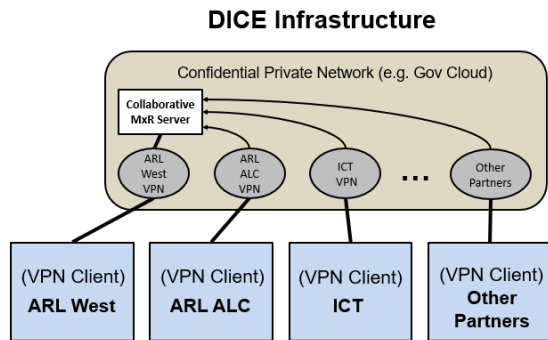 DICE Infrastructure
Confidential Private Network (e.g. Gov Cloud)
Collaborative
MxR Server
ARL
West
VPN
ARL
ALC
VPN
ICT
VPN
...
Other
Partners
(VPN Client)
ARL West
(VPN Client)
ARL ALC
(VPN Client)
ICT
(VPN Client)
Other
Partners